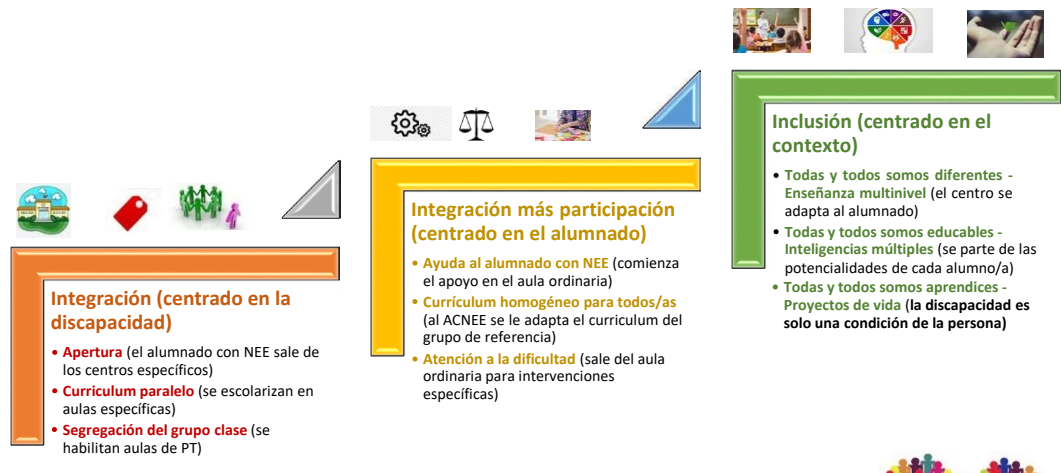 Integración (centrado en la
discapacidad)
• Apertura (el alumnado con NEE sale de
los centros específicos)
• Curriculum paralelo (se escolarizan en
aulas específicas)
• Segregación del grupo clase (se
habilitan aulas de PT)
Integración más participación
(centrado en el alumnado)
• Ayuda al alumnado con NEE (comienza
el apoyo en el aula ordinaria)
• Currículum homogéneo para todos/as
(al ACNEE se le adapta el curriculum del
grupo de referencia)
• Atención a la dificultad (sale del aula
ordinaria para intervenciones
específicas)
Inclusión (centrado en el
contexto)
• Todas y todos somos diferentes -
Enseñanza multinivel (el centro se
adapta al alumnado)
• Todas y todos somos educables -
Inteligencias múltiples (se parte de las
potencialidades de cada alumno/a)
• Todas y todos somos aprendices -
Proyectos de vida (la discapacidad es
solo una condición de la persona)